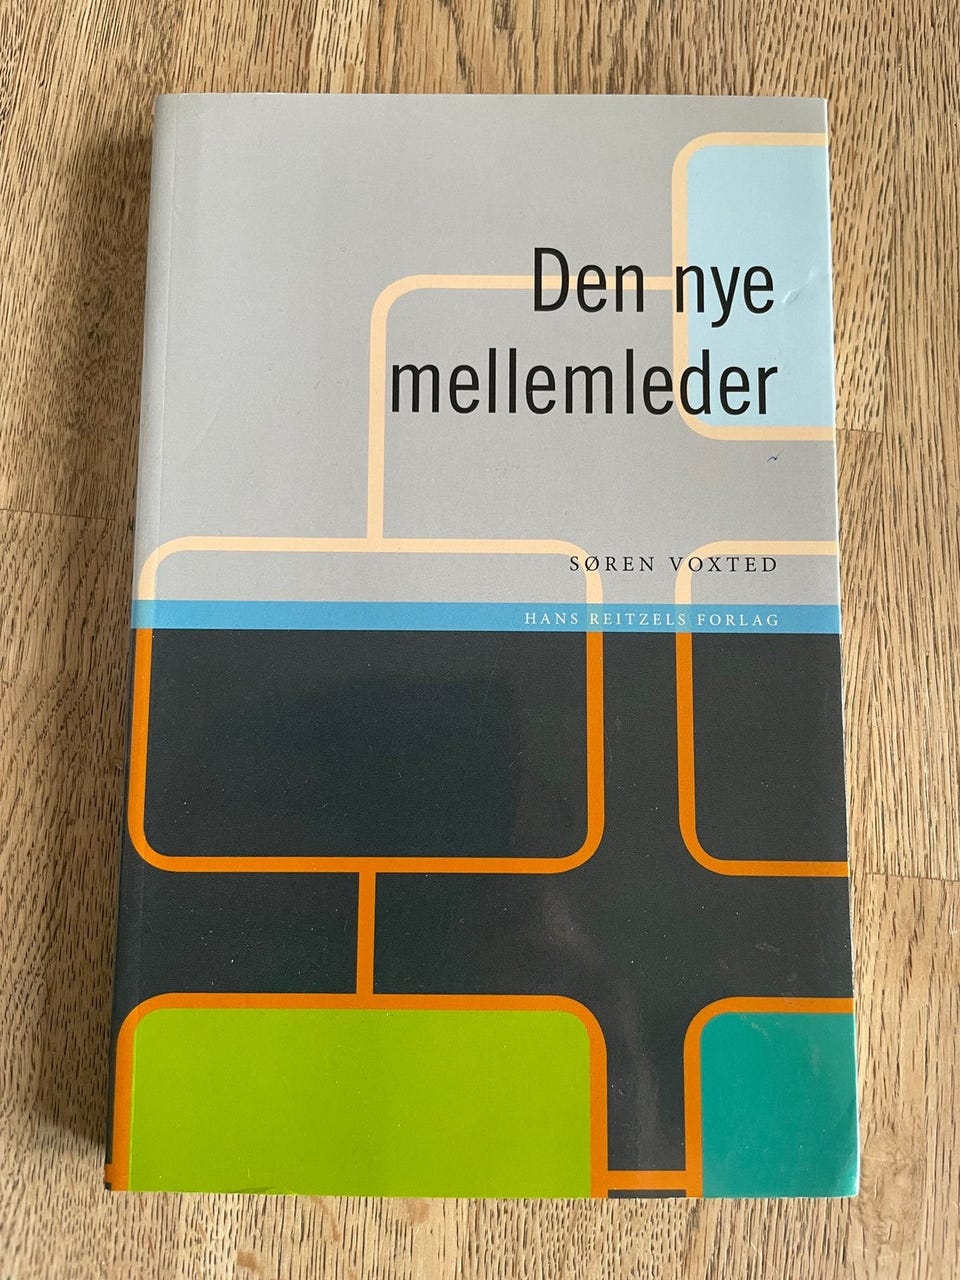 Den nye
mellemleder
SØREN VOXTED
HANS REITZELS FORLAG